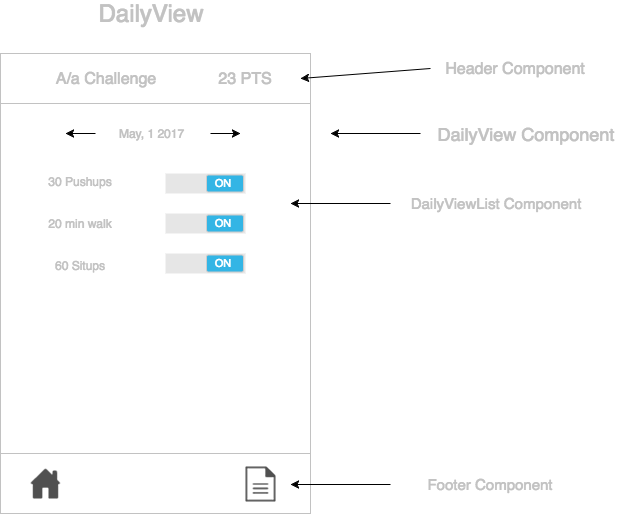 DailyView
A/a Challenge 23 PTS
Header Component
May, 1 2017
DailyView Component
30 Pushups ON
DailyViewList Component
20 min walk ON
60 Situps ON
Footer Component